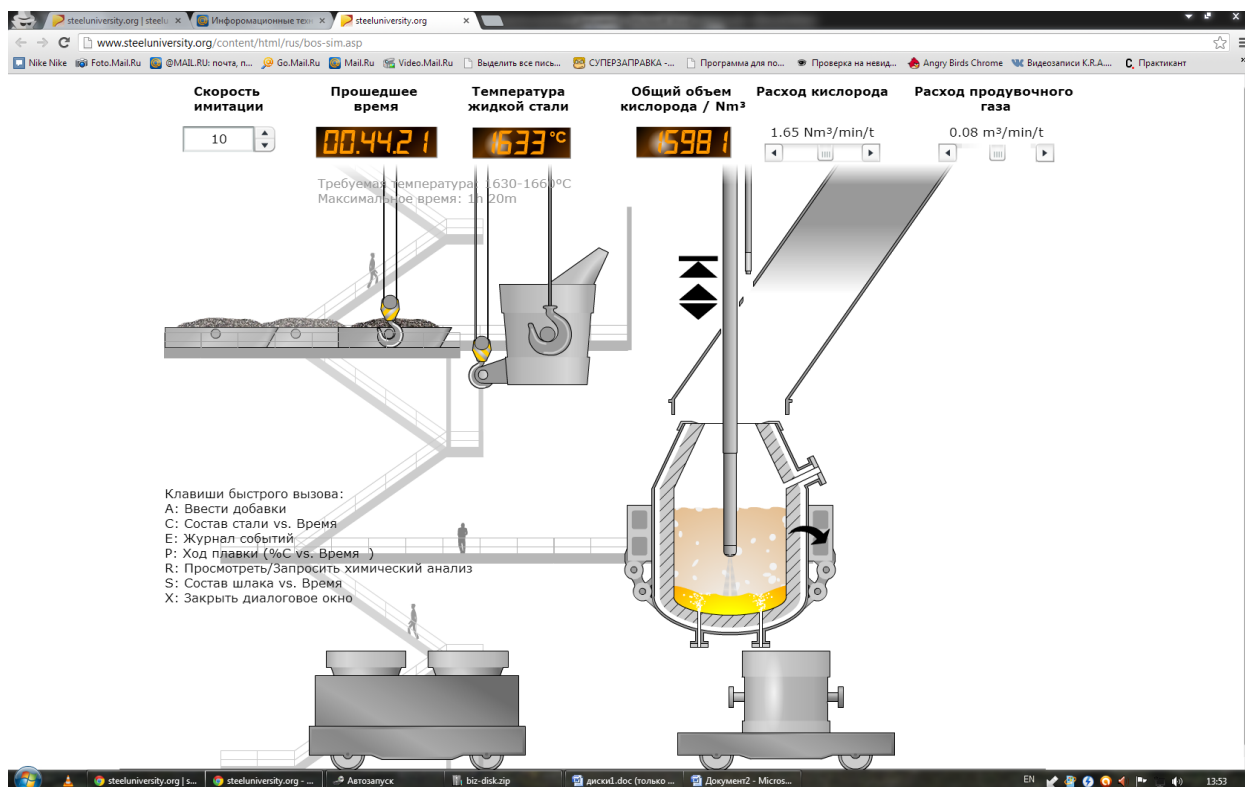 steeluniversity.org | steelu
Инфоромационные техн
steeluniversity.org
www.steeluniversity.org/content/html/rus/bos-sim.asp
Nike Nike Foto.Mail.Ru @MAIL.RU: почта, п... Go.Mail.Ru Mail.Ru Video.Mail.Ru Выделить все пись... СУПЕРЗАПРАВКА -... Программа для по... Проверка на невид... Angry Birds Chrome Видеозаписи K.R.A.... Практикант
Скорость имитации
10
Прошедшее время
00.44.21
Температура жидкой стали
1633°C
Общий объем кислорода / Nm³
15981
Расход кислорода
1.65 Nm³/min/t
Расход продувочного газа
0.08 m³/min/t
Требуемая температура: 1630-1660ºC
Максимальное время: 1h 20m
Клавиши быстрого вызова:
A: Ввести добавки
C: Состав стали vs. Время
E: Журнал событий
P: Ход плавки (%C vs. Время )
R: Просмотреть/Запросить химический анализ
S: Состав шлака vs. Время
X: Закрыть диалоговое окно
steeluniversity.org | s...
steeluniversity.org - ...
Автозапуск
biz-disk.zip
диски1.doc (только ...
Документ2 - Micros...
EN
13:53